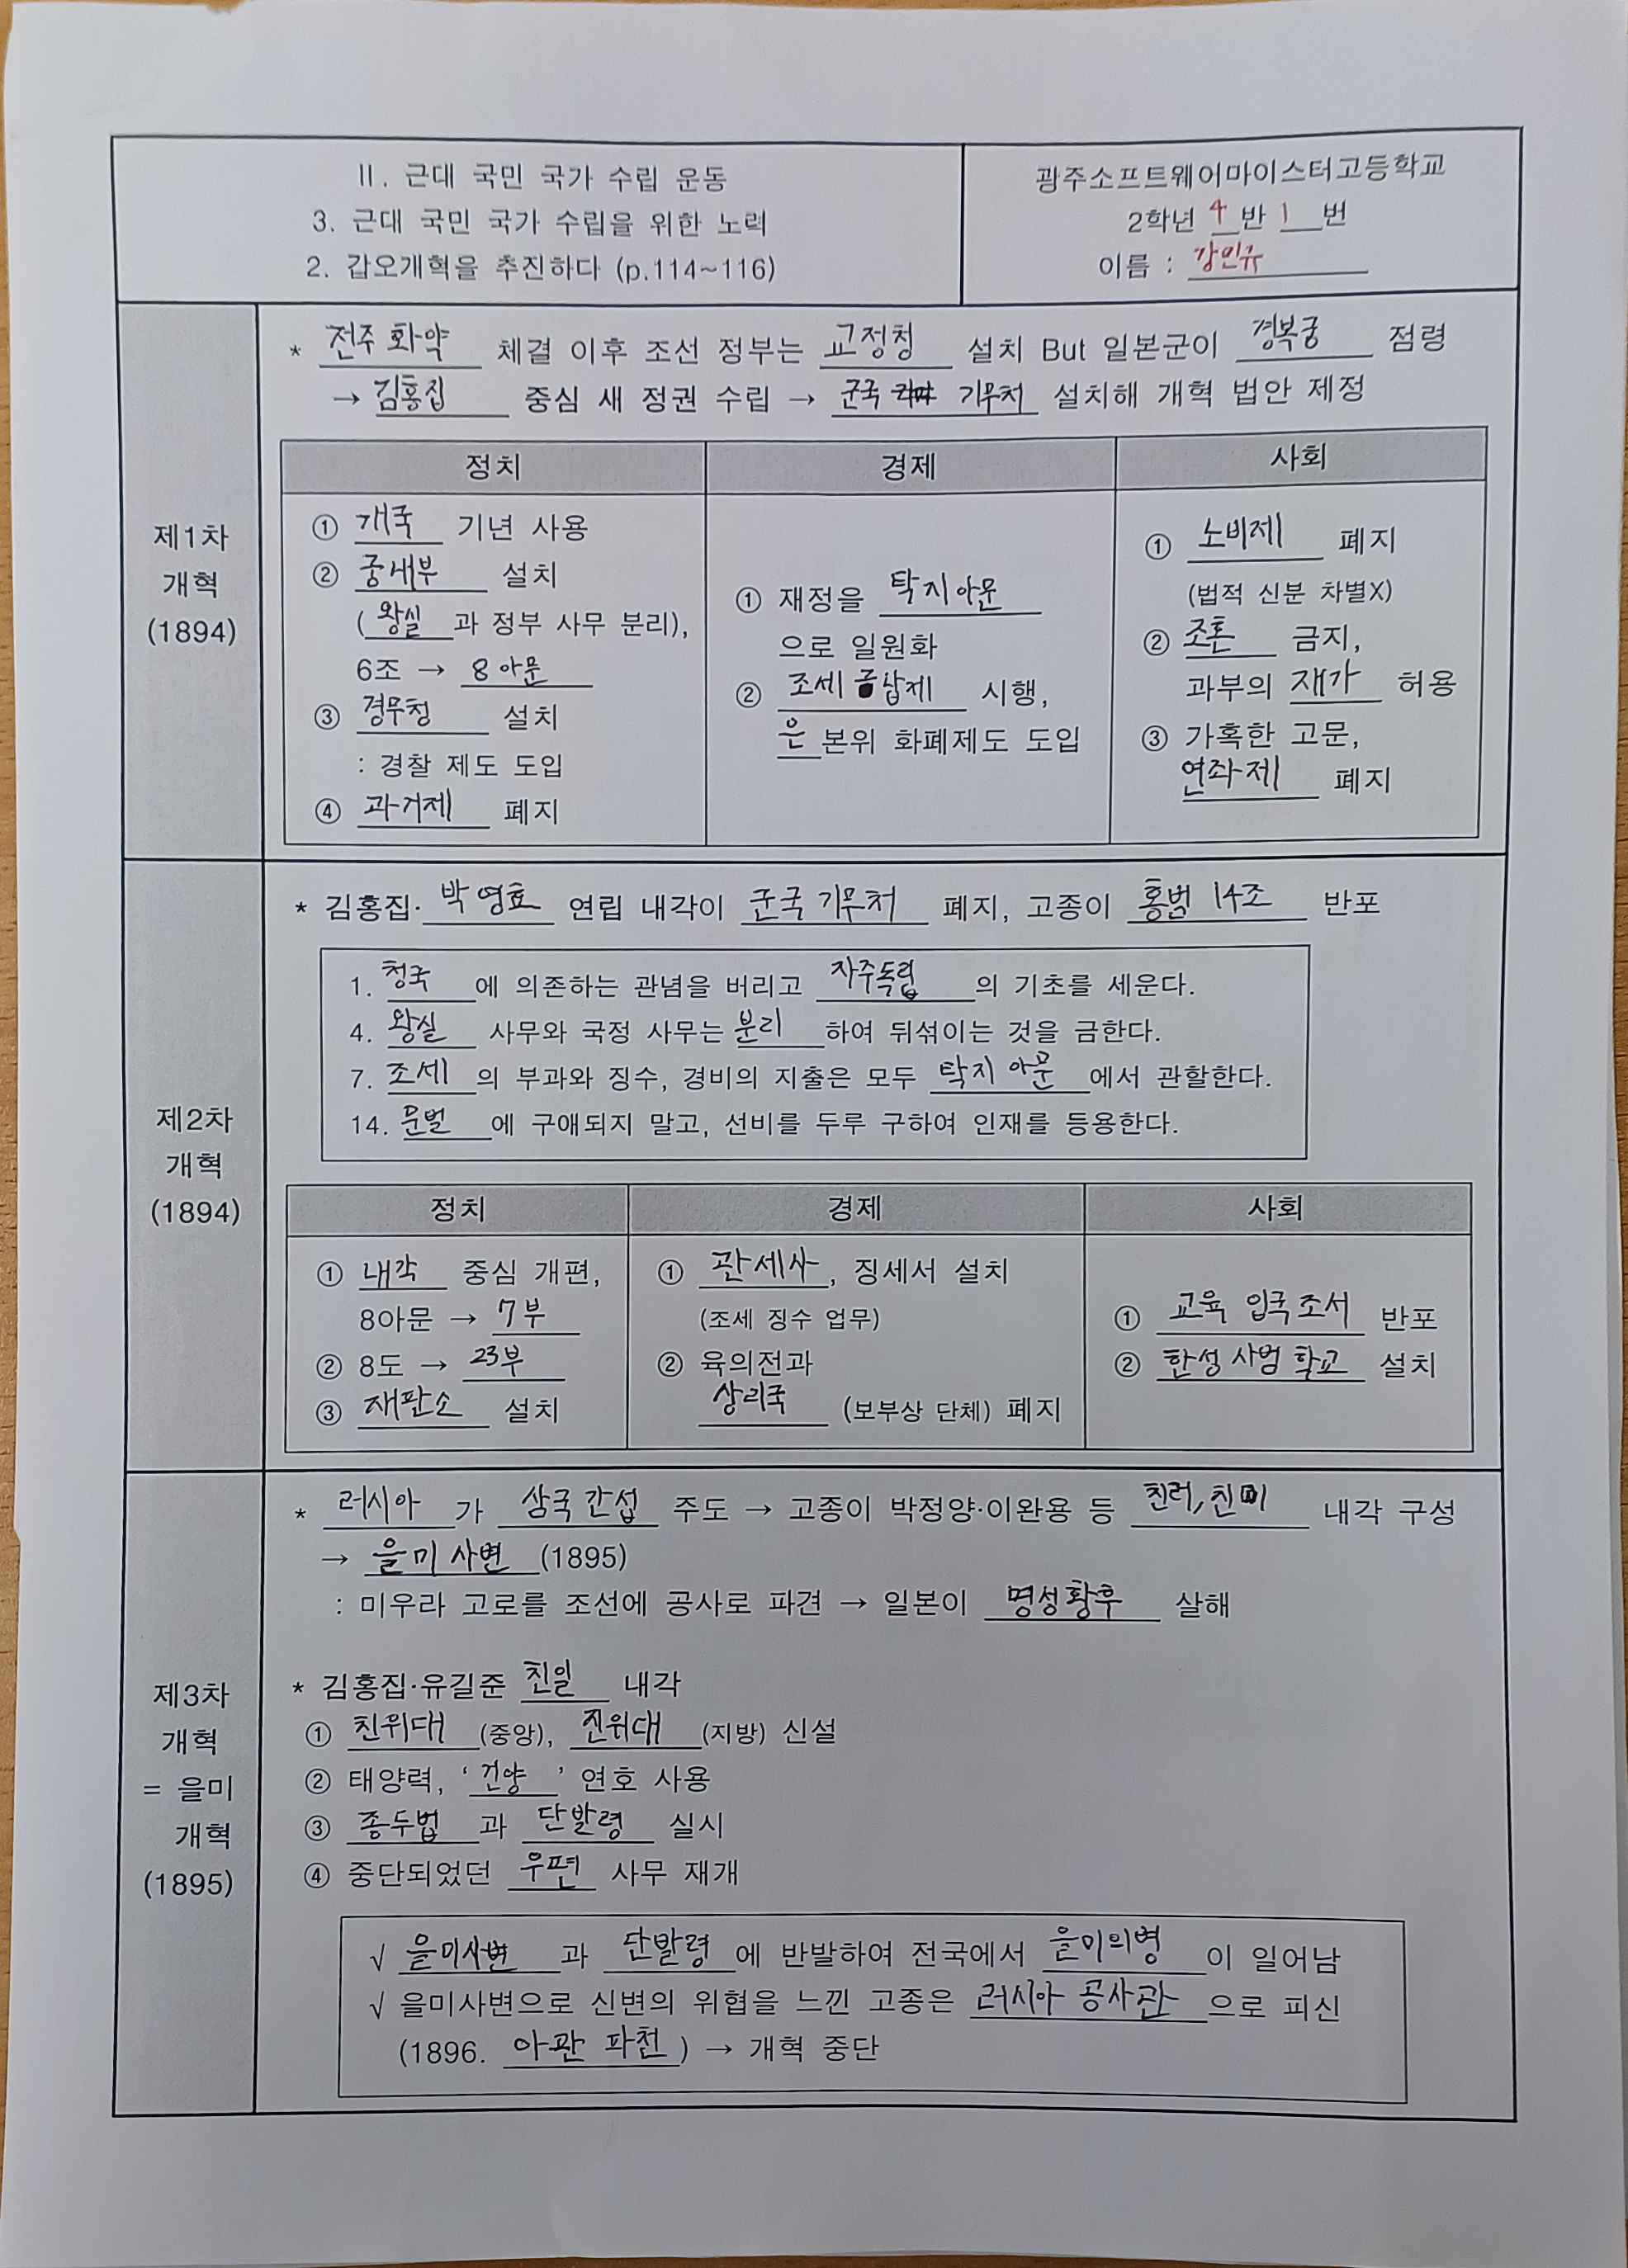 II. 근대 국민 국가 수립 운동
3. 근대 국민 국가 수립을 위한 노력
2. 갑오개혁을 추진하다 (p.114~116)
광주소프트웨어마이스터고등학교
2학년 4 반 1 번
이름 : 강민규
제1차
개혁
(1894)
* 전주 화약 체결 이후 조선 정부는 교정청 설치 But 일본군이 경복궁 점령
→ 김홍집 중심 새 정권 수립 → 군국 기무처 설치해 개혁 법안 제정
정치
① 개국 기년 사용
② 궁내부 설치
(왕실 과 정부 사무 분리),
6조 → 8아문
③ 경무청 설치
: 경찰 제도 도입
④ 과거제 폐지
경제
① 재정을 탁지아문
으로 일원화
② 조세 금납제 시행,
은 본위 화폐제도 도입
사회
① 노비제 폐지
(법적 신분 차별X)
② 조혼 금지,
과부의 재가 허용
③ 가혹한 고문,
연좌제 폐지
제2차
개혁
(1894)
* 김홍집·박영효 연립 내각이 군국 기무처 폐지, 고종이 홍범 14조 반포
1. 청국 에 의존하는 관념을 버리고 자주독립 의 기초를 세운다.
4. 왕실 사무와 국정 사무는 분리 하여 뒤섞이는 것을 금한다.
7. 조세 의 부과와 징수, 경비의 지출은 모두 탁지 아문 에서 관할한다.
14. 문벌 에 구애되지 말고, 선비를 두루 구하여 인재를 등용한다.
정치
① 내각 중심 개편,
8아문 → 7부
② 8도 → 23부
③ 재판소 설치
경제
① 관세사, 징세서 설치
(조세 징수 업무)
② 육의전과
상리국 (보부상 단체) 폐지
사회
① 교육 입국 조서 반포
② 한성 사범 학교 설치
제3차
개혁
= 을미
개혁
(1895)
* 러시아 가 삼국 간섭 주도 → 고종이 박정양·이완용 등 친러, 친미 내각 구성
→ 을미 사변 (1895)
: 미우라 고로를 조선에 공사로 파견 → 일본이 명성황후 살해
* 김홍집·유길준 친일 내각
① 친위대 (중앙), 진위대 (지방) 신설
② 태양력, ‘ 건양 ’ 연호 사용
③ 종두법 과 단발령 실시
④ 중단되었던 우편 사무 재개
√ 을미사변 과 단발령 에 반발하여 전국에서 을미의병 이 일어남
√ 을미사변으로 신변의 위협을 느낀 고종은 러시아 공사관 으로 피신
(1896. 아관 파천 ) → 개혁 중단